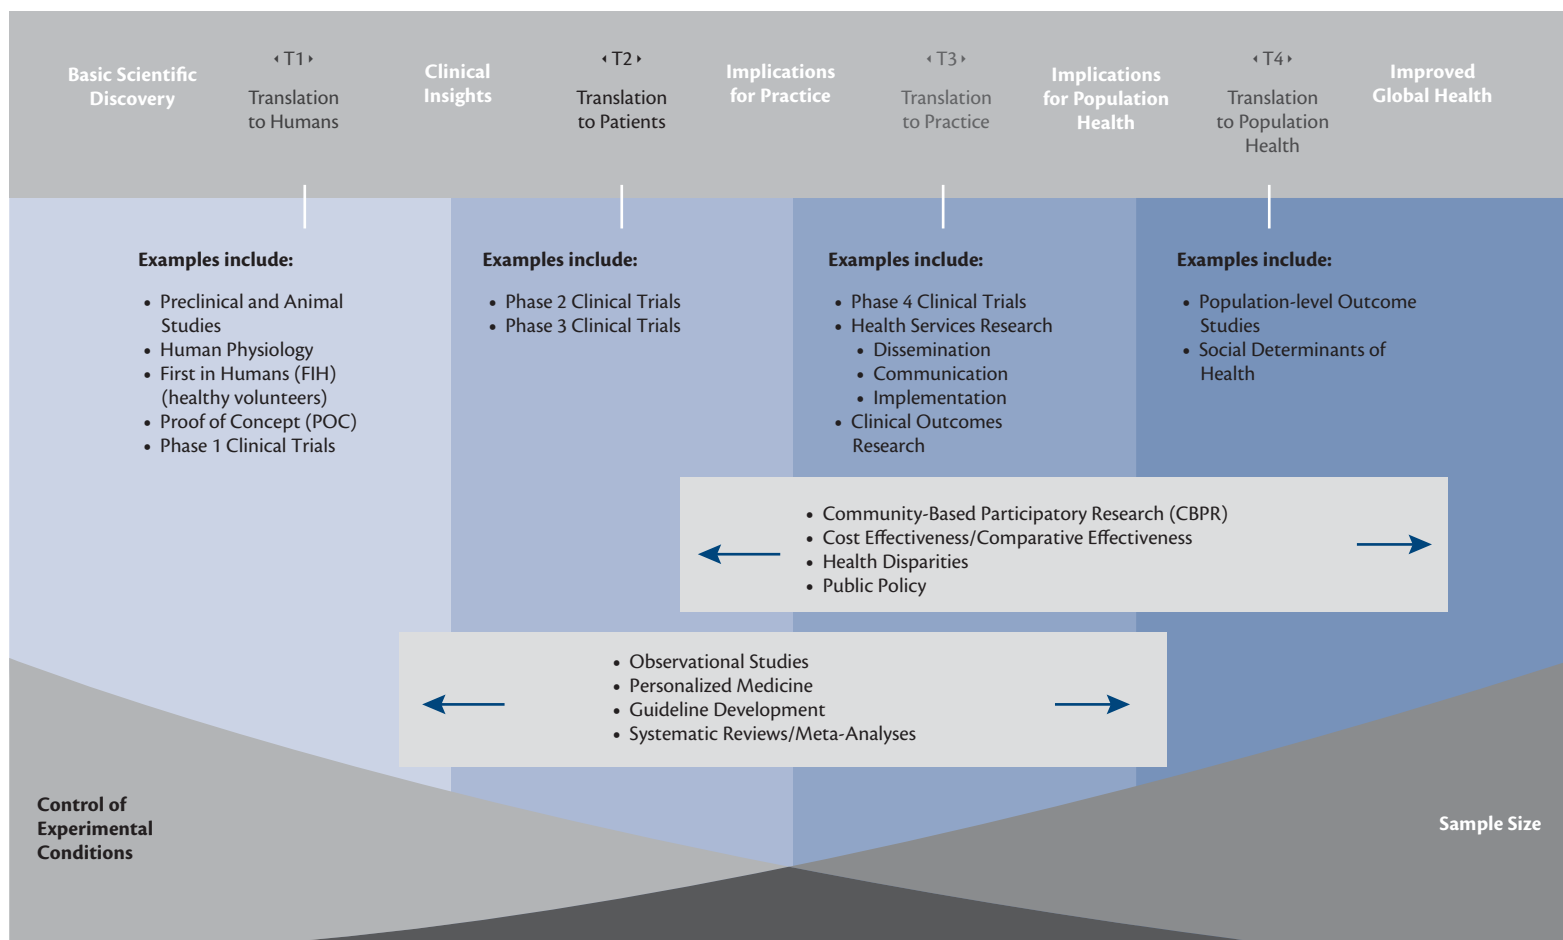 Basic Scientific
Discovery
‹ T1 ›
Translation
to Humans
Clinical
Insights
‹ T2 ›
Translation
to Patients
Implications
for Practice
‹ T3 ›
Translation
to Practice
Implications
for Population
Health
‹ T4 ›
Translation
to Population
Health
Improved
Global Health
Examples include:
• Preclinical and Animal
Studies
• Human Physiology
• First in Humans (FIH)
(healthy volunteers)
• Proof of Concept (POC)
• Phase 1 Clinical Trials
Examples include:
• Phase 2 Clinical Trials
• Phase 3 Clinical Trials
Examples include:
• Phase 4 Clinical Trials
• Health Services Research
• Dissemination
• Communication
• Implementation
• Clinical Outcomes
Research
Examples include:
• Population-level Outcome
Studies
• Social Determinants of
Health
• Community-Based Participatory Research (CBPR)
• Cost Effectiveness/Comparative Effectiveness
• Health Disparities
• Public Policy
• Observational Studies
• Personalized Medicine
• Guideline Development
• Systematic Reviews/Meta-Analyses
Control of
Experimental
Conditions
Sample Size